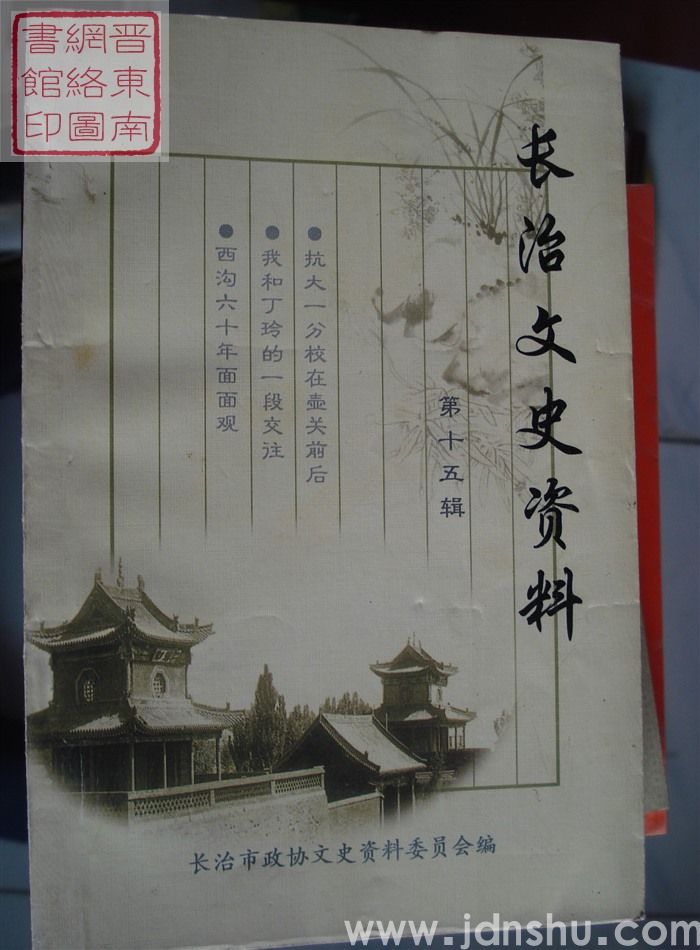 晋東南
網絡圖
書館印
长治文史资料
第十五辑
●抗大一分校在壶关前后
●我和丁玲的一段交往
●西沟六十年面面观
长治市政协文史资料委员会编
www.jdnshu.com